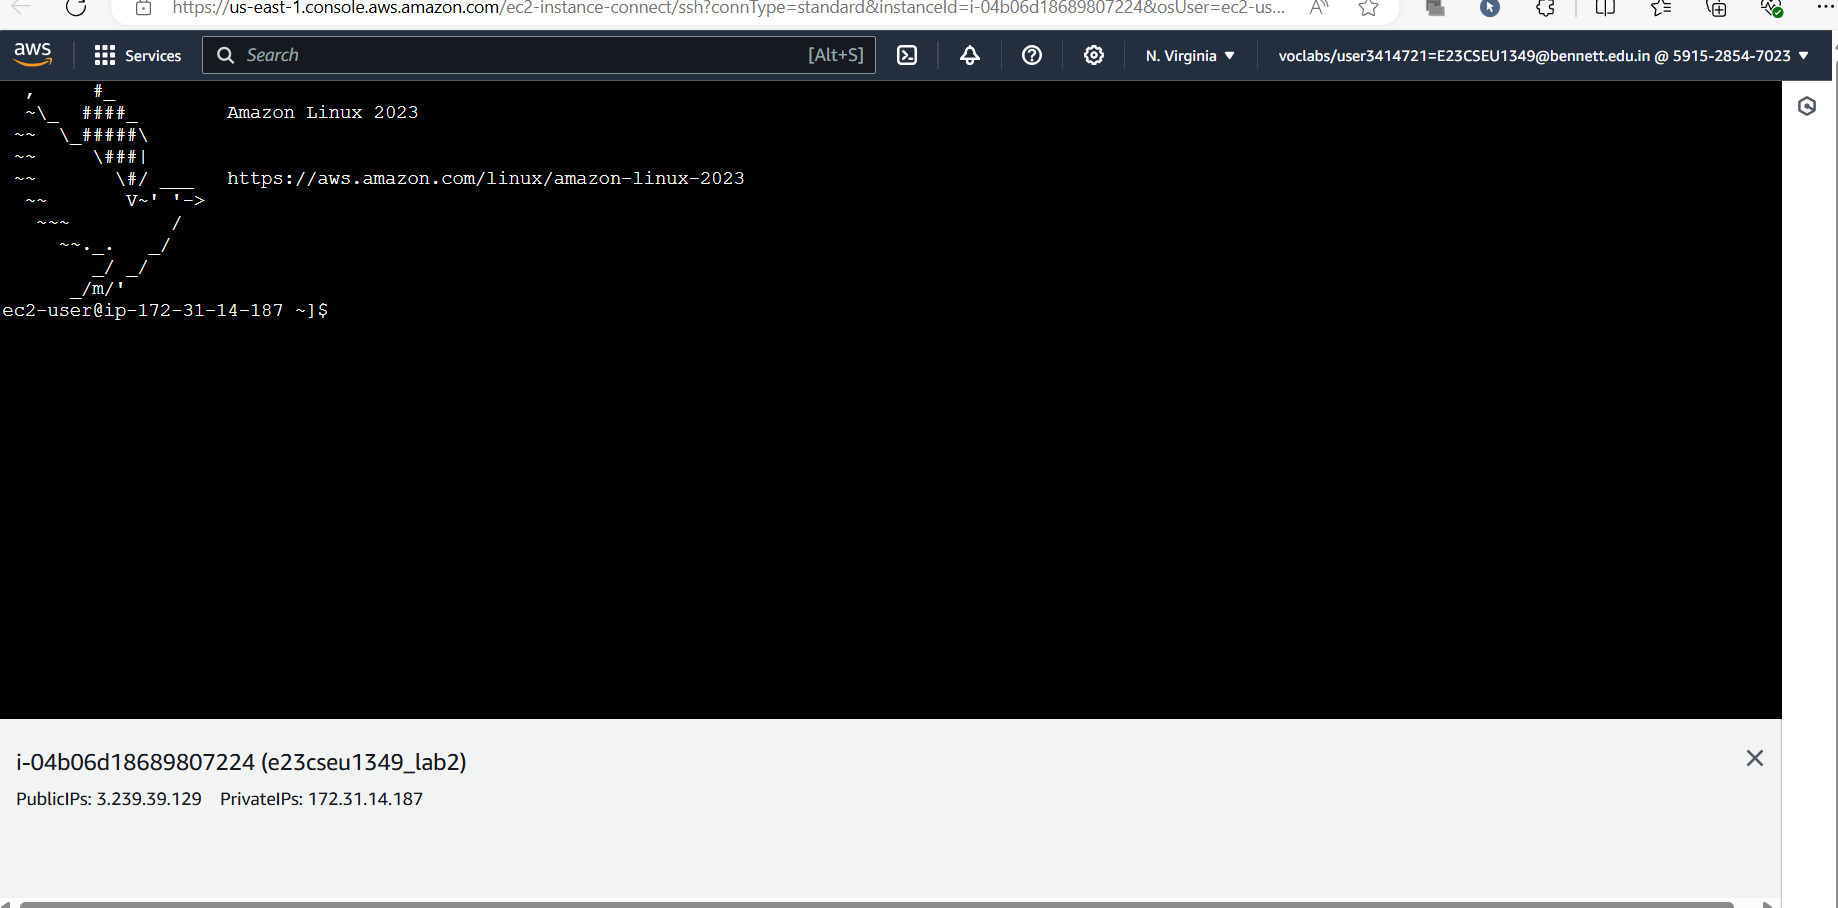 https://us-east-1.console.aws.amazon.com/ec2-instance-connect/ssh?connType=standard&instanceId=i-04b06d18689807224&osUser=ec2-us...
aws Services Search [Alt+S] N. Virginia voclabs/user3414721=E23CSEU1349@bennett.edu.in @ 5915-2854-7023
   ,     #_
  ~\_  ####_        Amazon Linux 2023
 ~~  \_#####\
 ~~     \###|
 ~~       \#/ ___   https://aws.amazon.com/linux/amazon-linux-2023
  ~~       V~' '->
   ~~~         /
     ~~._.   _/
        _/ _/
      _/m/'
ec2-user@ip-172-31-14-187 ~]$
i-04b06d18689807224 (e23cseu1349_lab2)
PublicIPs: 3.239.39.129 PrivateIPs: 172.31.14.187